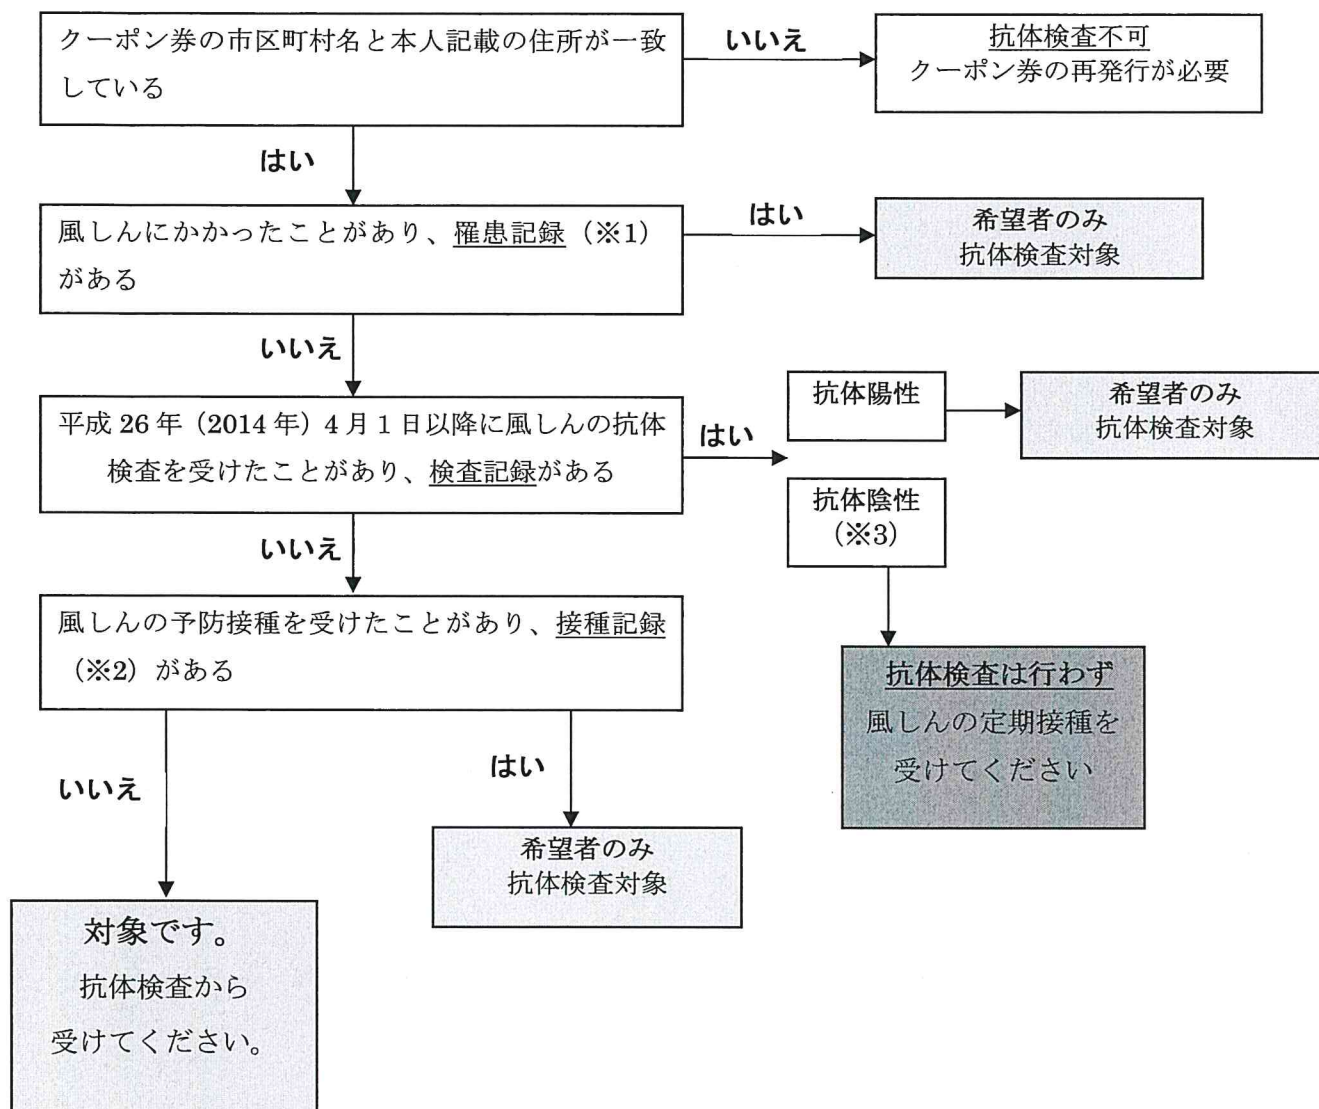 クーポン券の市区町村名と本人記載の住所が一致
している
いいえ
抗体検査不可
クーポン券の再発行が必要
はい
風しんにかかったことがあり、罹患記録（※1）
がある
はい
希望者のみ
抗体検査対象
いいえ
平成 26 年（2014 年）4 月 1 日以降に風しんの抗体
検査を受けたことがあり、検査記録がある
はい
抗体陽性
希望者のみ
抗体検査対象
抗体陰性
（※3）
いいえ
風しんの予防接種を受けたことがあり、接種記録
（※2）がある
抗体検査は行わず
風しんの定期接種を
受けてください
いいえ
はい
希望者のみ
抗体検査対象
対象です。
抗体検査から
受けてください。